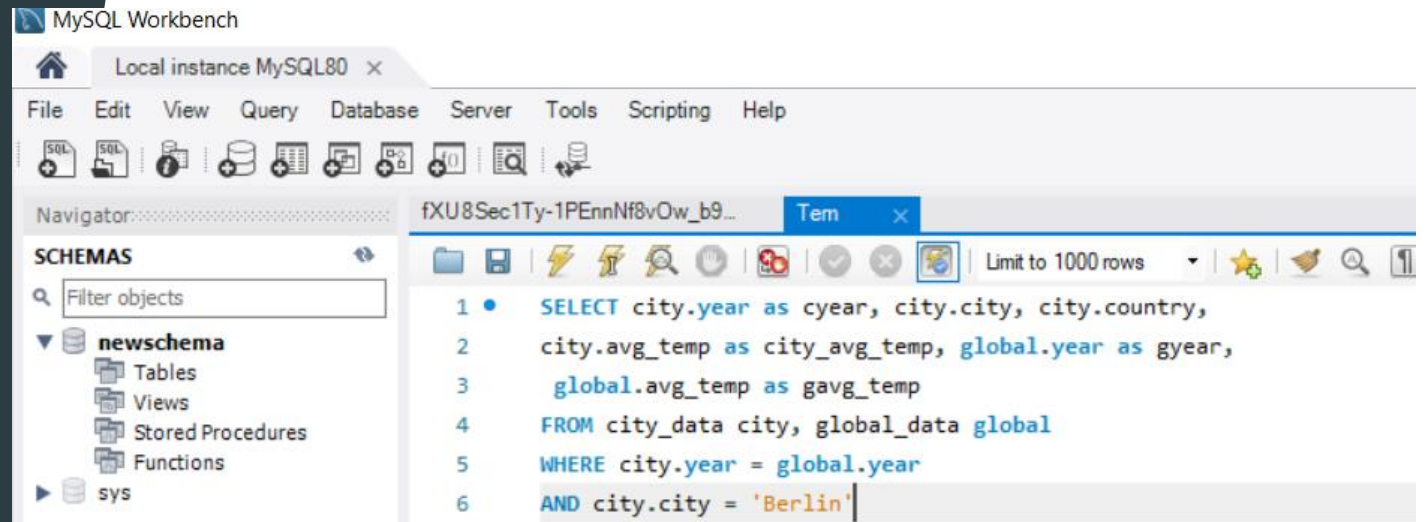 MySQL Workbench
Local instance MySQL80
File Edit View Query Database Server Tools Scripting Help
Navigator
fXU8Sec1Ty-1PEnnNf8vOw_b9...
Tem
SCHEMAS
Limit to 1000 rows
Filter objects
newschema
Tables
Views
Stored Procedures
Functions
sys
1 SELECT city.year as cyear, city.city, city.country,
2 city.avg_temp as city_avg_temp, global.year as gyear,
3 global.avg_temp as gavg_temp
4 FROM city_data city, global_data global
5 WHERE city.year = global.year
6 AND city.city = 'Berlin'